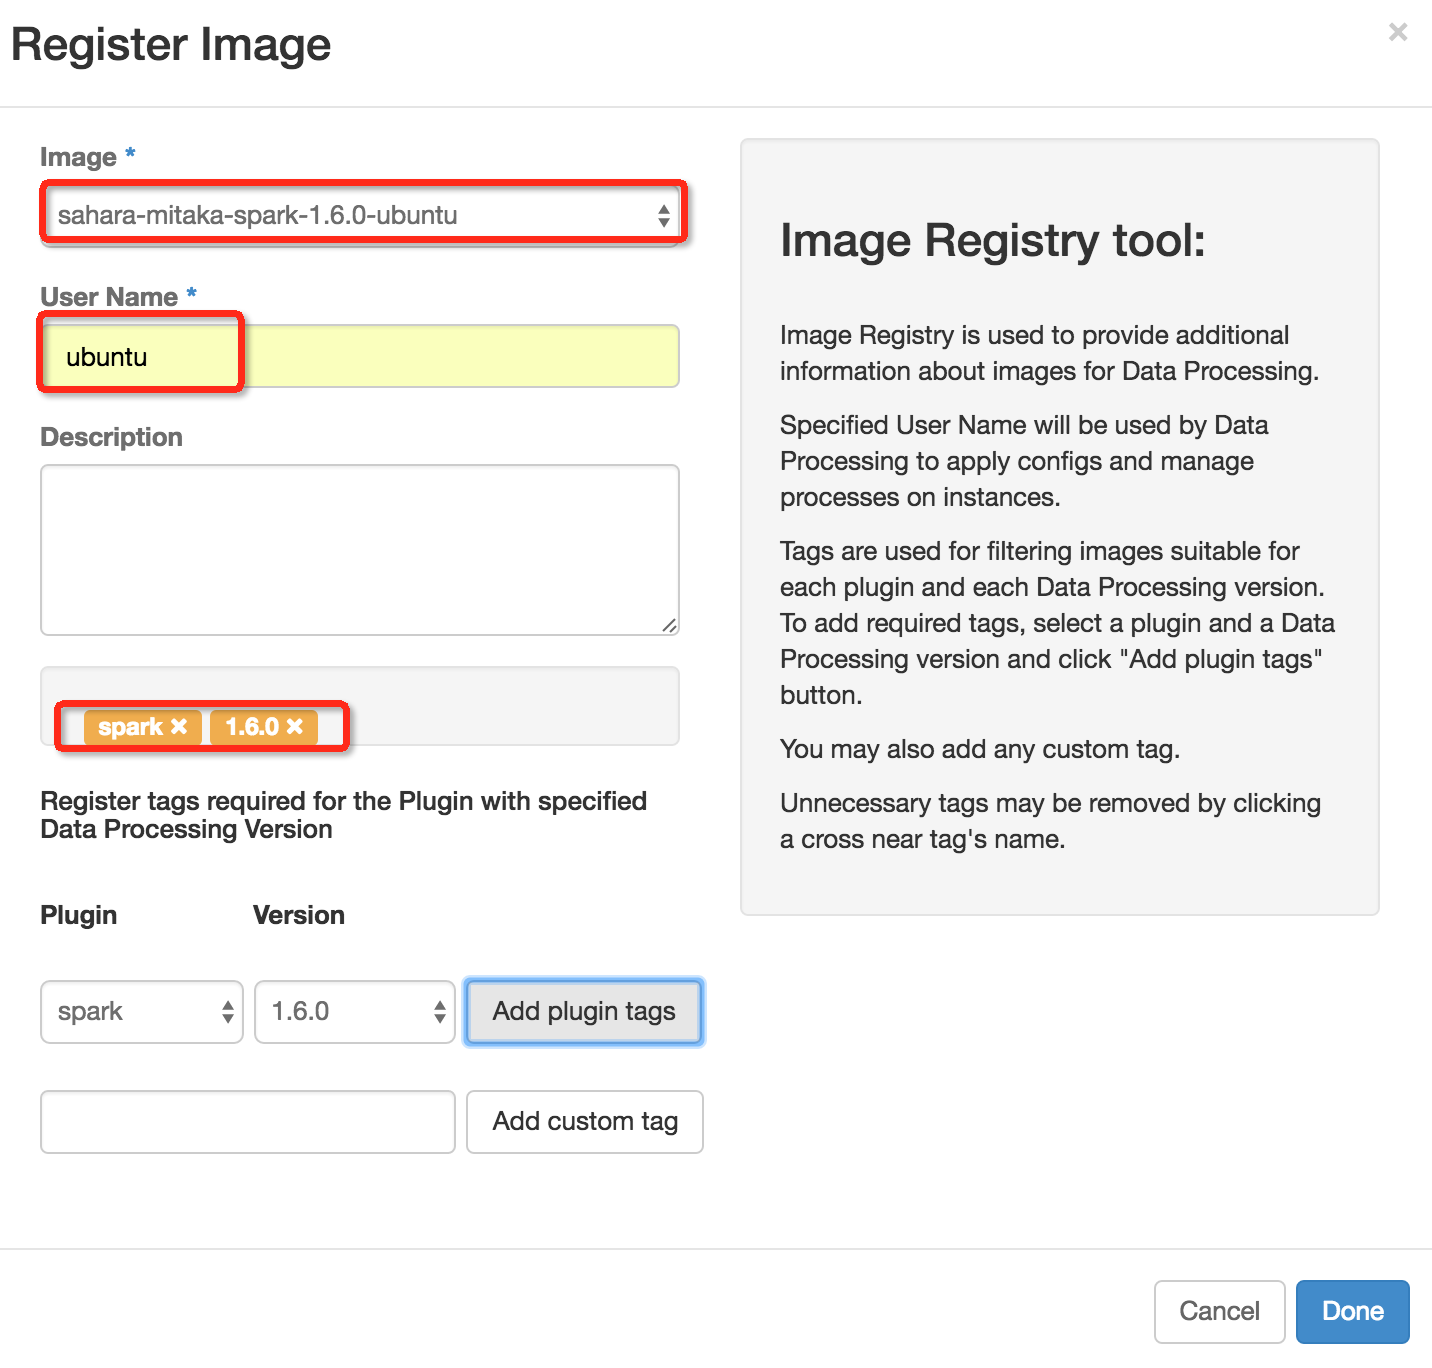 Register Image
×
Image *
sahara-mitaka-spark-1.6.0-ubuntu
User Name *
ubuntu
Description
spark ×
1.6.0 ×
Register tags required for the Plugin with specified
Data Processing Version
Plugin
Version
spark
1.6.0
Add plugin tags
Add custom tag
Image Registry tool:
Image Registry is used to provide additional
information about images for Data Processing.
Specified User Name will be used by Data
Processing to apply configs and manage
processes on instances.
Tags are used for filtering images suitable for
each plugin and each Data Processing version.
To add required tags, select a plugin and a Data
Processing version and click "Add plugin tags"
button.
You may also add any custom tag.
Unnecessary tags may be removed by clicking
a cross near tag's name.
Cancel
Done